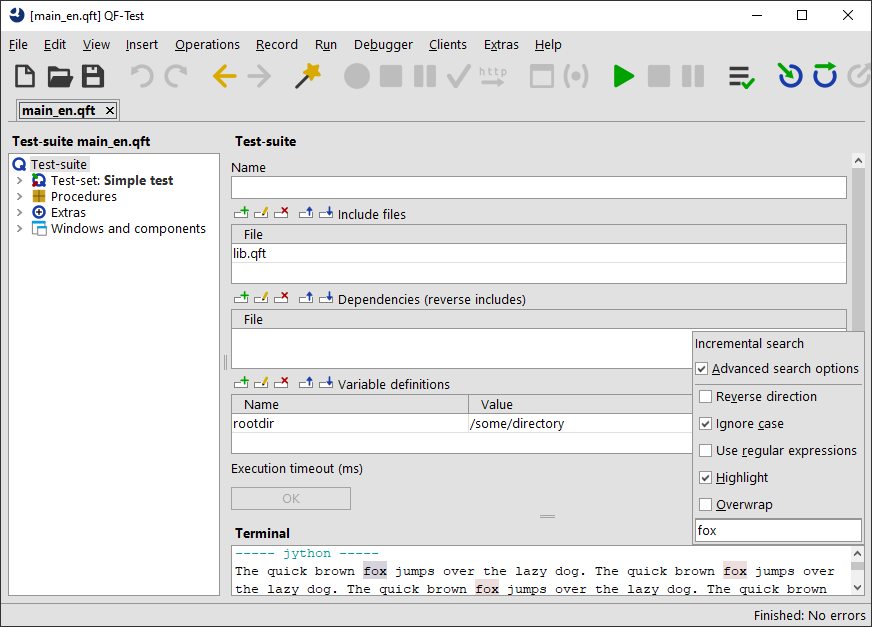 [main_en.qft] QF-Test
File Edit View Insert Operations Record Run Debugger Clients Extras Help
http
main_en.qft
Test-suite main_en.qft
Test-suite
Test-set: Simple test
Procedures
Extras
Windows and components
Test-suite
Name
Include files
File
lib.qft
Dependencies (reverse includes)
File
Variable definitions
Name Value
rootdir /some/directory
Execution timeout (ms)
OK
Incremental search
Advanced search options
Reverse direction
Ignore case
Use regular expressions
Highlight
Overwrap
fox
Terminal
----- jython -----
The quick brown fox jumps over the lazy dog. The quick brown fox jumps over
the lazy dog. The quick brown fox jumps over the lazy dog. The quick brown
Finished: No errors